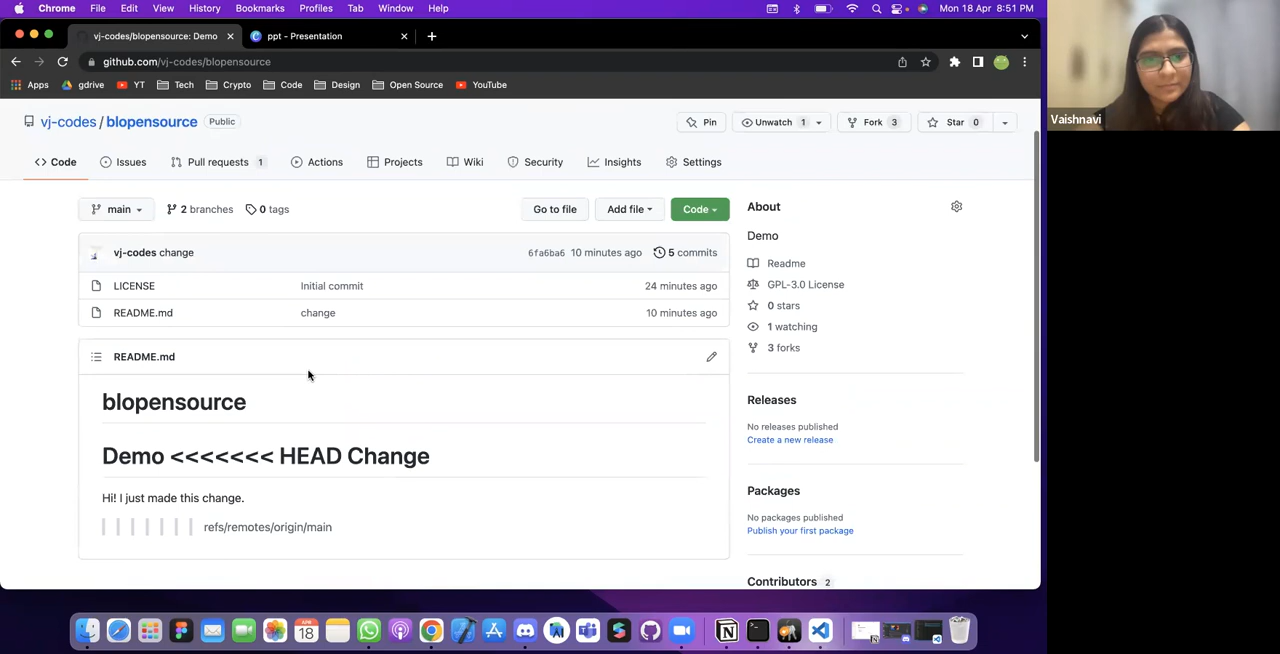 Chrome File Edit View History Bookmarks Profiles Tab Window Help Mon 18 Apr 8:51 PM
vj-codes/blopensource: Demo ppt - Presentation
github.com/vj-codes/blopensource
Apps gdrive YT Tech Crypto Code Design Open Source YouTube
Vaishnavi
vj-codes / blopensource Public Pin Unwatch 1 Fork 3 Star 0
Code Issues Pull requests 1 Actions Projects Wiki Security Insights Settings
main 2 branches 0 tags Go to file Add file Code
vj-codes change 6fa6ba6 10 minutes ago 5 commits
LICENSE Initial commit 24 minutes ago
README.md change 10 minutes ago
README.md
blopensource
Demo <<<<<<< HEAD Change
Hi! I just made this change.
refs/remotes/origin/main
About
Demo
Readme
GPL-3.0 License
0 stars
1 watching
3 forks
Releases
No releases published
Create a new release
Packages
No packages published
Publish your first package
Contributors 2
APR
18